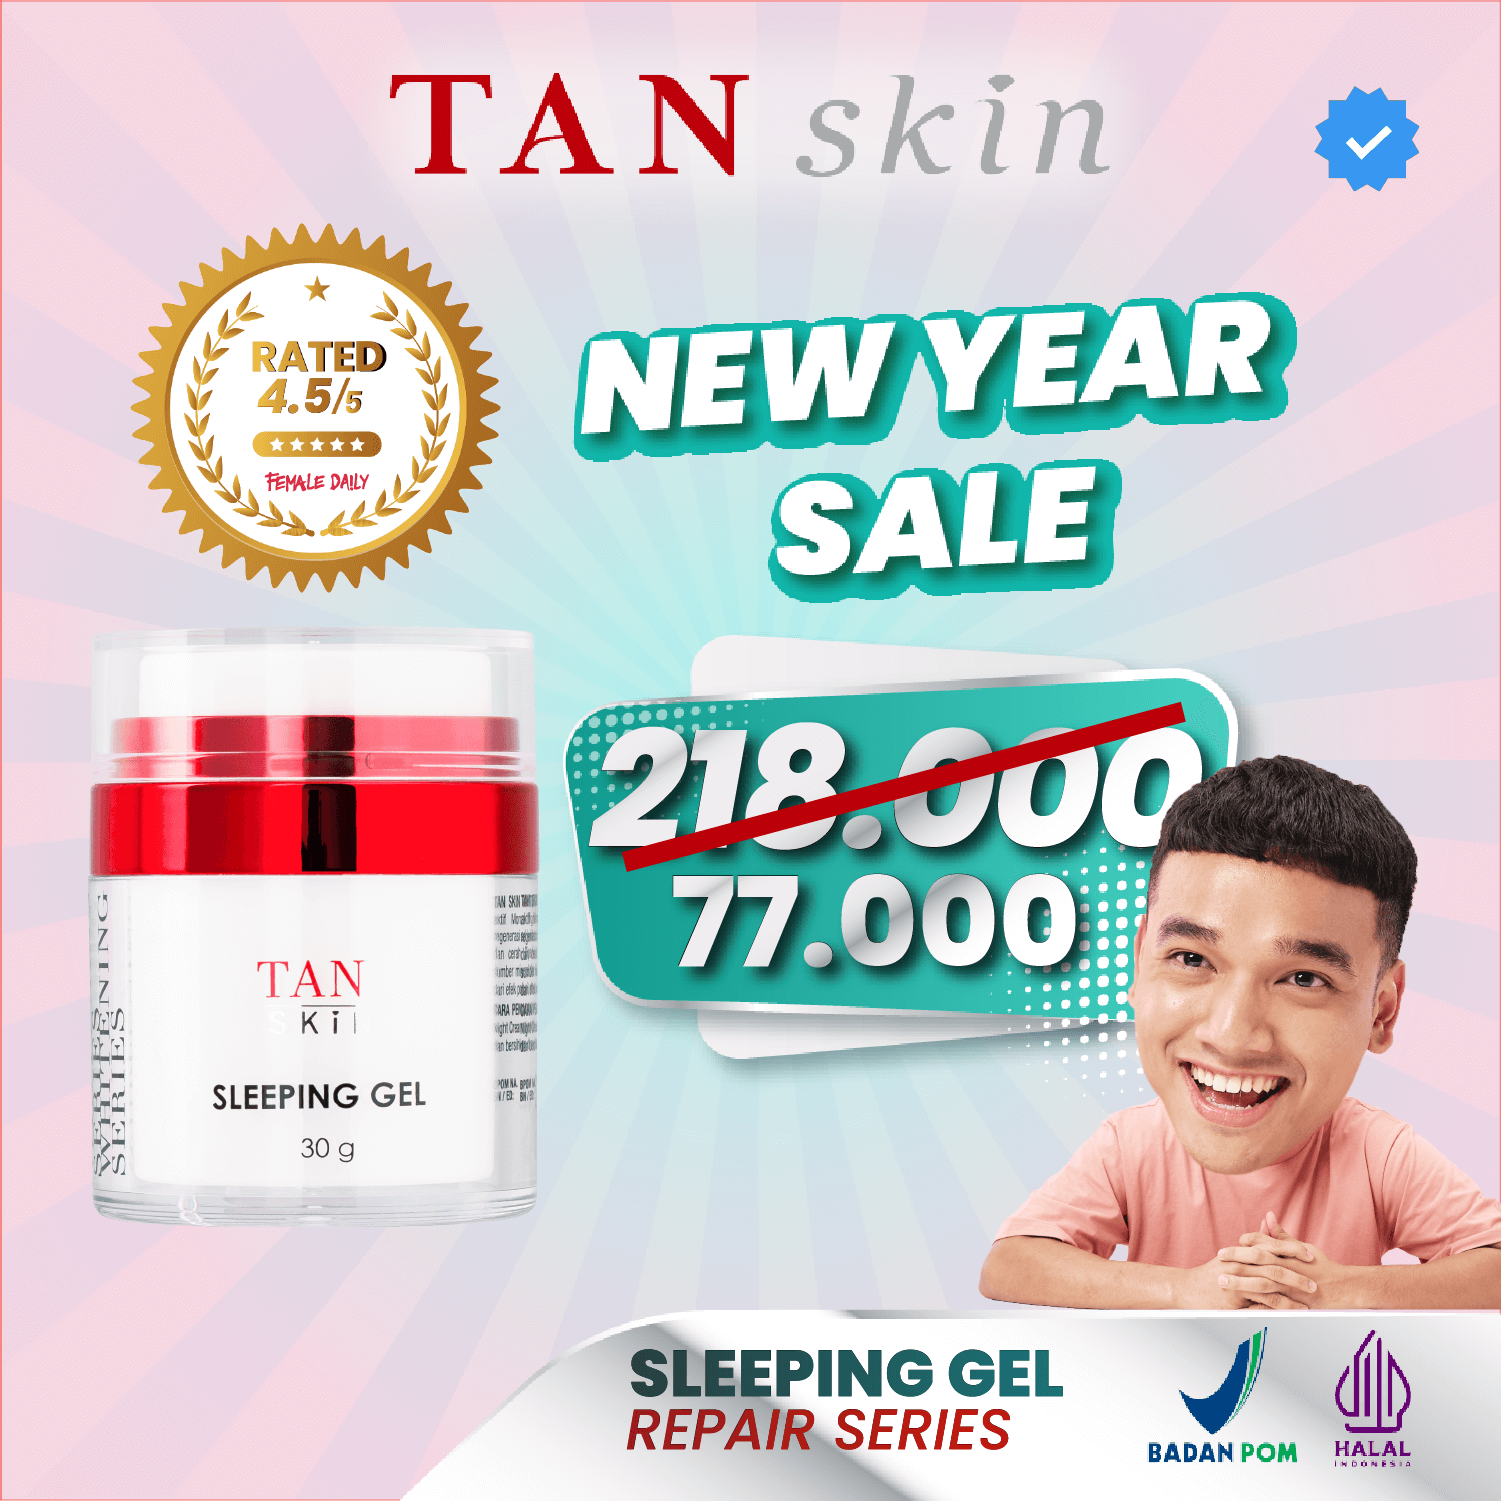 TAN skin
RATED
4.5/5
FEMALE DAILY
NEW YEAR
SALE
218.000
77.000
TAN
SKi
SLEEPING GEL
30 g
WHITENING
SERIES
SLEEPING GEL
REPAIR SERIES
BADAN POM
HALAL
INDONESIA